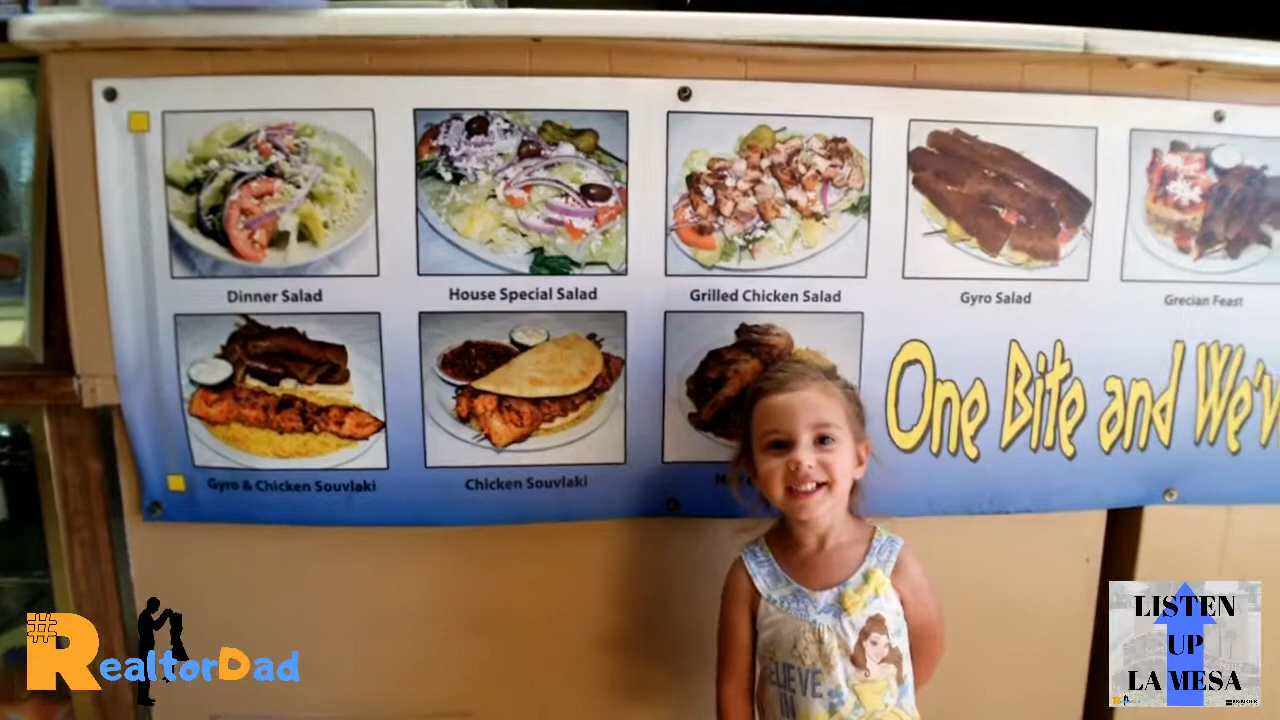 Dinner Salad
House Special Salad
Grilled Chicken Salad
Gyro Salad
Grecian Feast
Gyro & Chicken Souvlaki
Chicken Souvlaki
One Bite and We'v
BELIEVE
IN
#RealtorDad
LISTEN
UP
LA MESA